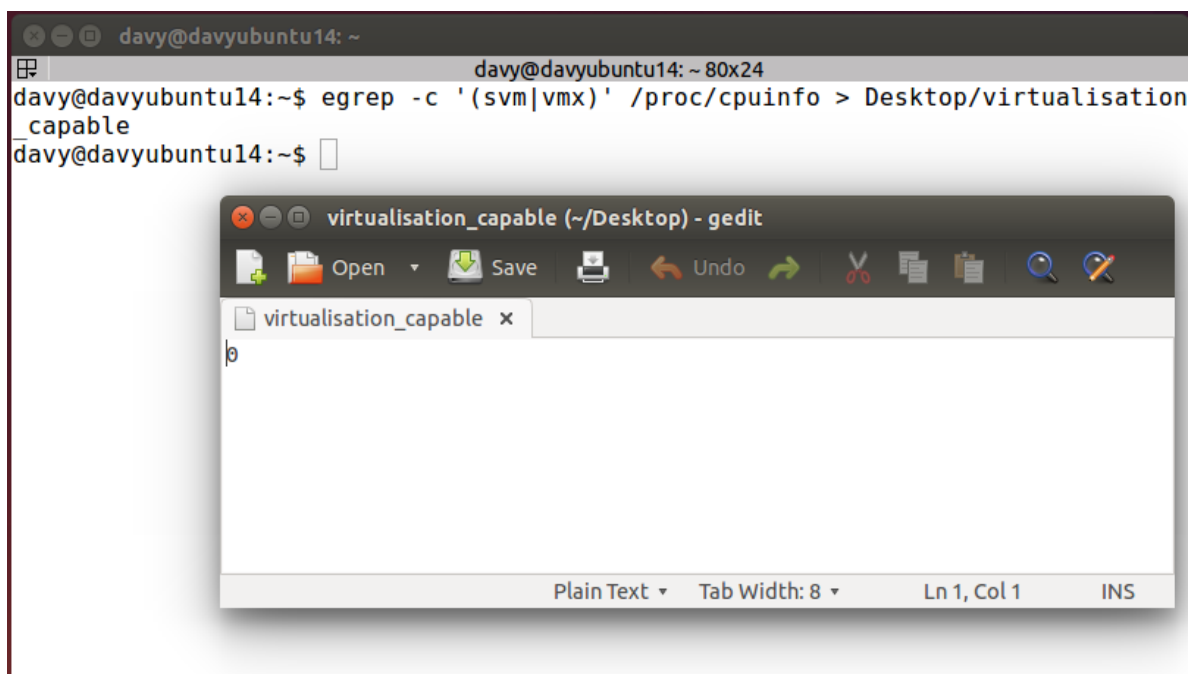 davy@davyubuntu14: ~
davy@davyubuntu14: ~ 80x24
davy@davyubuntu14:~$ egrep -c '(svm|vmx)' /proc/cpuinfo > Desktop/virtualisation
_capable
davy@davyubuntu14:~$
virtualisation_capable (~/Desktop) - gedit
Open Save Undo
virtualisation_capable ×
0
Plain Text Tab Width: 8 Ln 1, Col 1 INS